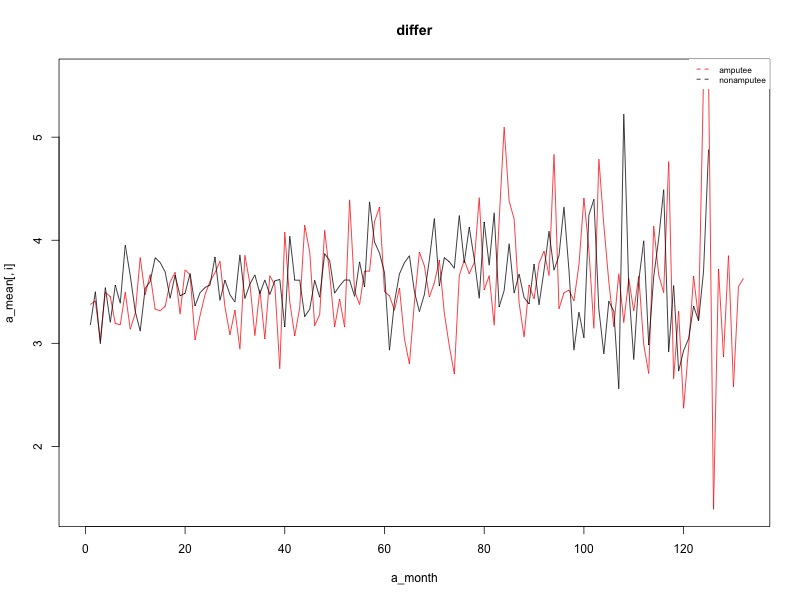 differ
amputee
nonamputee
5
4
3
2
a_mean[, i]
0 20 40 60 80 100 120
a_month